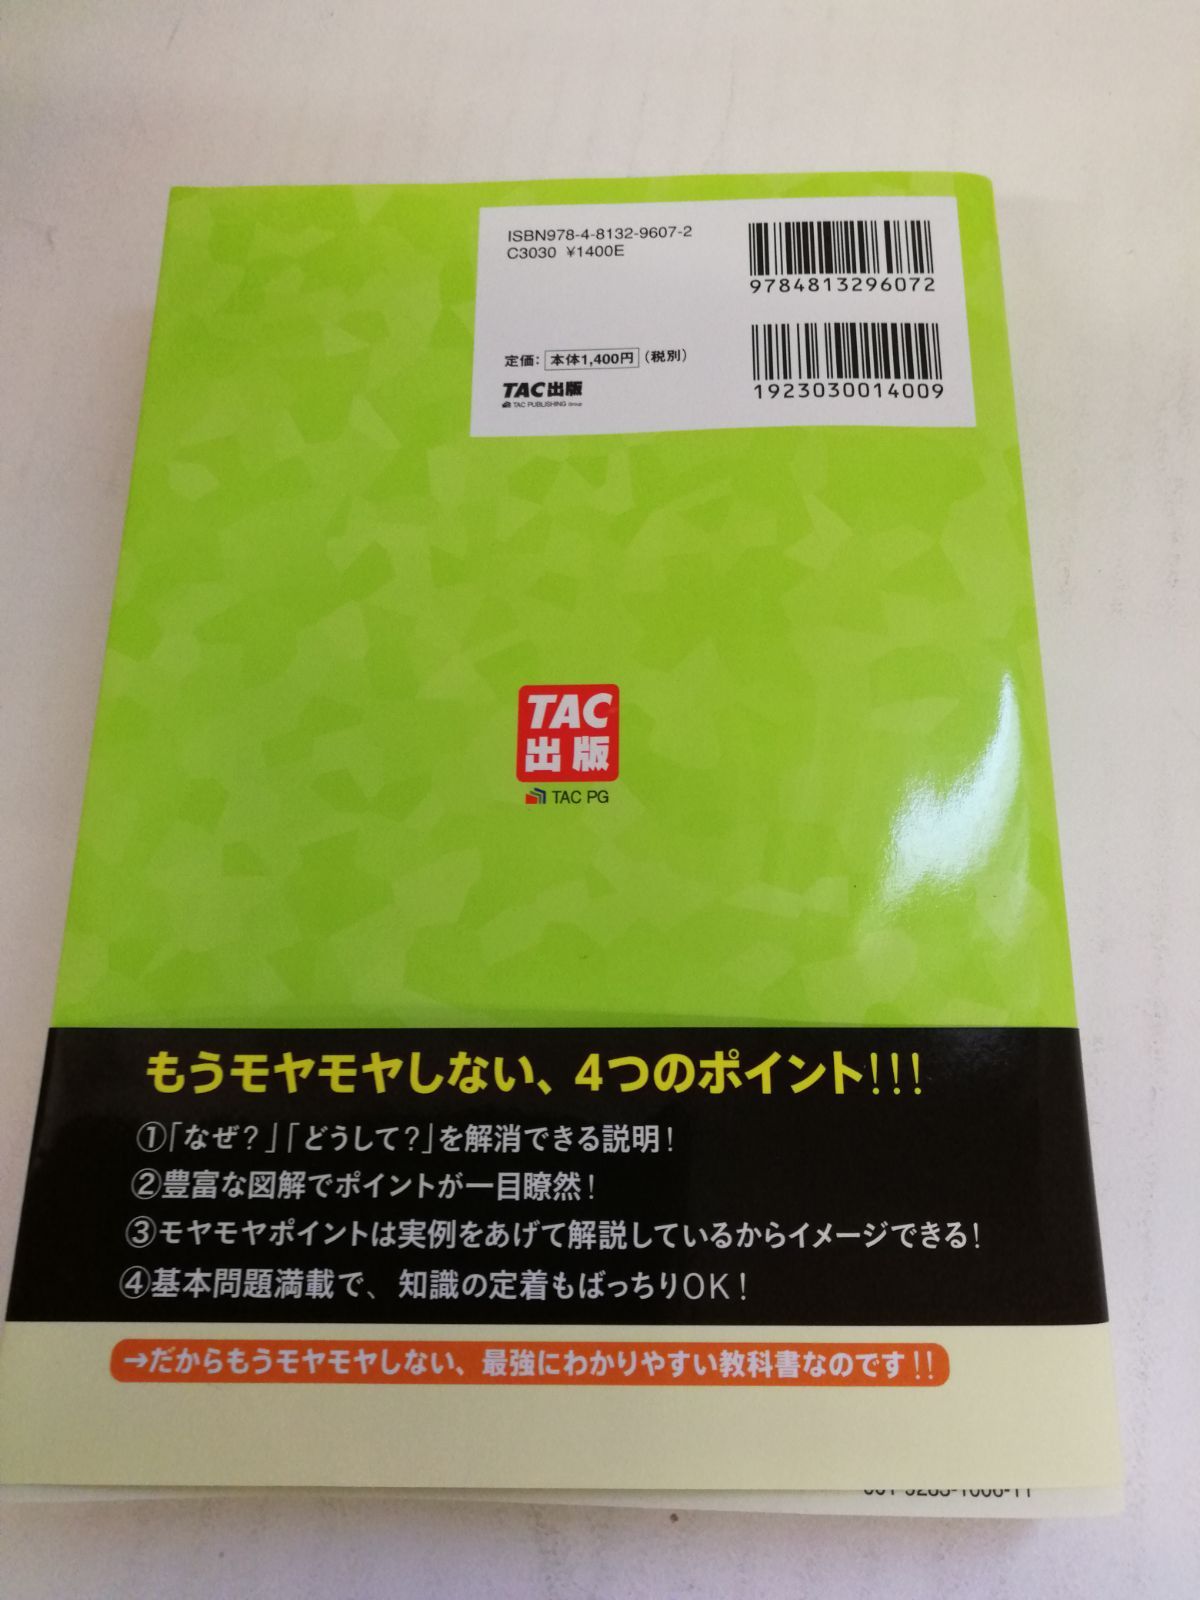 ISBN978-4-8132-9607-2
C3030 ¥1400E
9784813296072
定価：本体1,400円（税別）
TAC出版
TAC PUBLISHING Group
1923030014009
TAC
出版
TAC PG
もうモヤモヤしない、4つのポイント!!!
①「なぜ？」「どうして？」を解消できる説明！
②豊富な図解でポイントが一目瞭然！
③モヤモヤポイントは実例をあげて解説しているからイメージできる！
④基本問題満載で、知識の定着もばっちりOK！
→だからもうモヤモヤしない、最強にわかりやすい教科書なのです!!